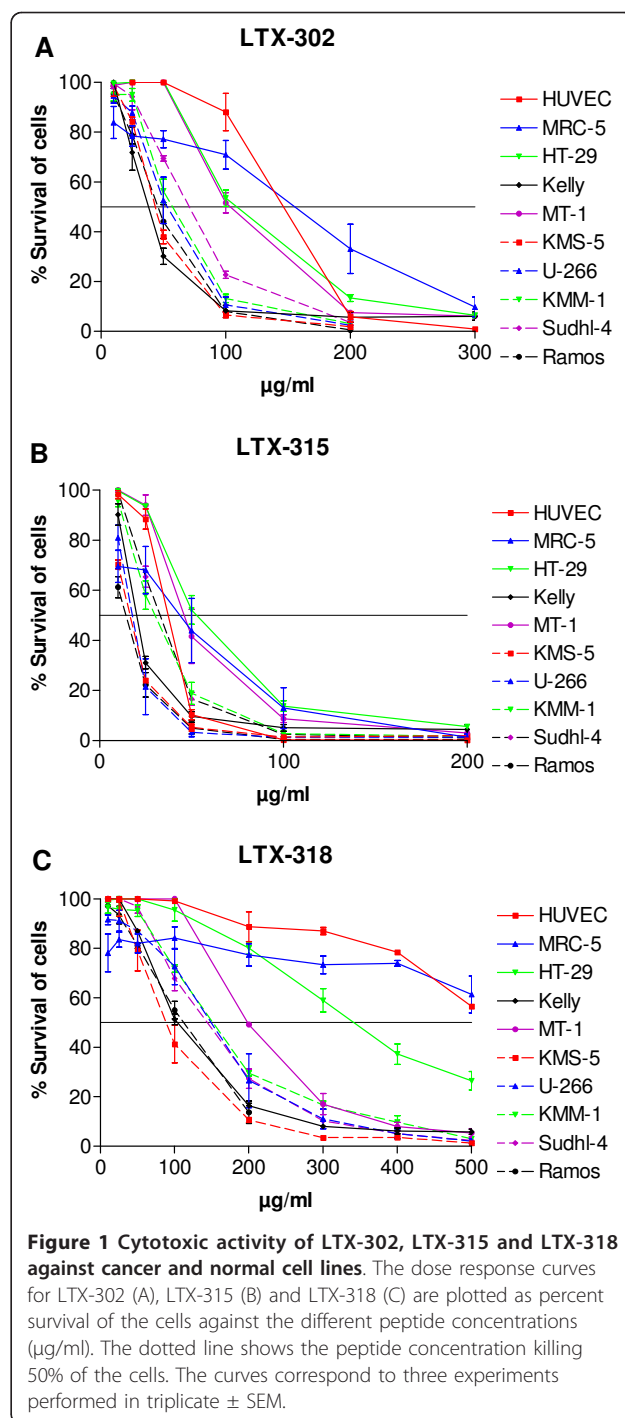 A
LTX-302
% Survival of cells
100
80
60
40
20
0
0
100
200
300
µg/ml
HUVEC
MRC-5
HT-29
Kelly
MT-1
KMS-5
U-266
KMM-1
Sudhl-4
Ramos
B
LTX-315
% Survival of cells
100
80
60
40
20
0
0
100
200
µg/ml
HUVEC
MRC-5
HT-29
Kelly
MT-1
KMS-5
U-266
KMM-1
Sudhl-4
Ramos
C
LTX-318
% Survival of cells
100
80
60
40
20
0
0
100
200
300
400
500
µg/ml
HUVEC
MRC-5
HT-29
Kelly
MT-1
KMS-5
U-266
KMM-1
Sudhl-4
Ramos
Figure 1 Cytotoxic activity of LTX-302, LTX-315 and LTX-318
against cancer and normal cell lines. The dose response curves
for LTX-302 (A), LTX-315 (B) and LTX-318 (C) are plotted as percent
survival of the cells against the different peptide concentrations
(µg/ml). The dotted line shows the peptide concentration killing
50% of the cells. The curves correspond to three experiments
performed in triplicate ± SEM.